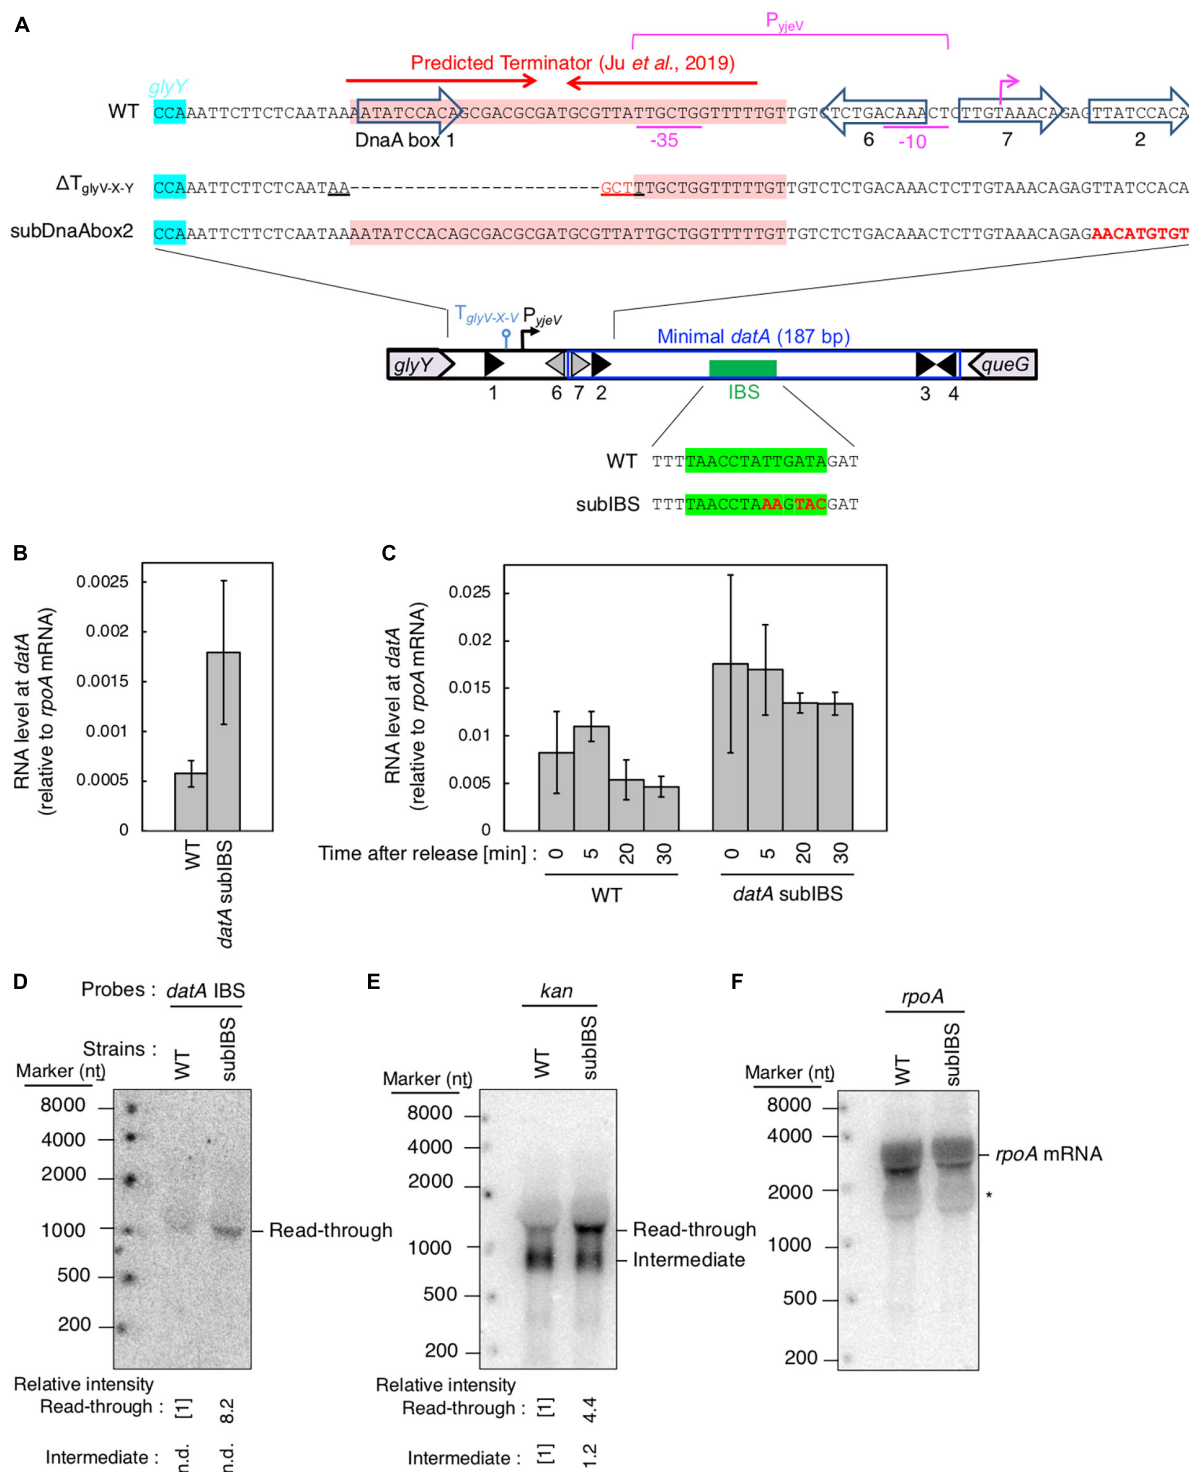 A
P yjeV
Predicted Terminator (Ju et al., 2019)
glyY
WT CCAAATTCTTCTCAATAAAATATCCACAGCGACGCGATGCGTTATTGCTGGTTTTTGTTGTCTCTGACAAACTCTTGTAAACAGAGTTATCCACA
DnaA box 1 -35 6 -10 7 2
ΔTglyV-X-Y CCAAATTCTTCTCAATAA----------------------GCTTTGCTGGTTTTTGTTGTCTCTGACAAACTCTTGTAAACAGAGTTATCCACA
subDnaAbox2 CCAAATTCTTCTCAATAAAATATCCACAGCGACGCGATGCGTTATTGCTGGTTTTTGTTGTCTCTGACAAACTCTTGTAAACAGAGAACATGTGT
TglyV-X-V PyjeV
Minimal datA (187 bp)
glyY queG
1 6 7 2 IBS 3 4
WT TTTTAACCTATTGATAGAT
subIBS TTTTAACCTAAAGTACGAT
B
RNA level at datA
(relative to rpoA mRNA)
0.0025
0.002
0.0015
0.001
0.0005
0
WT
datA subIBS
C
RNA level at datA
(relative to rpoA mRNA)
0.025
0.02
0.015
0.01
0.005
0
Time after release [min] : 0 5 20 30 0 5 20 30
WT datA subIBS
D
Probes : datA IBS
Strains : WT subIBS
Marker (nt)
8000
4000
2000
1000 Read-through
500
200
Relative intensity
Read-through : [1] 8.2
Intermediate : n.d. n.d.
E
kan
WT subIBS
Marker (nt)
8000
4000
2000
Read-through
1000
Intermediate
500
200
Relative intensity
Read-through : [1] 4.4
Intermediate : [1] 1.2
F
rpoA
WT subIBS
Marker (nt)
8000
4000
rpoA mRNA
2000 *
1000
500
200